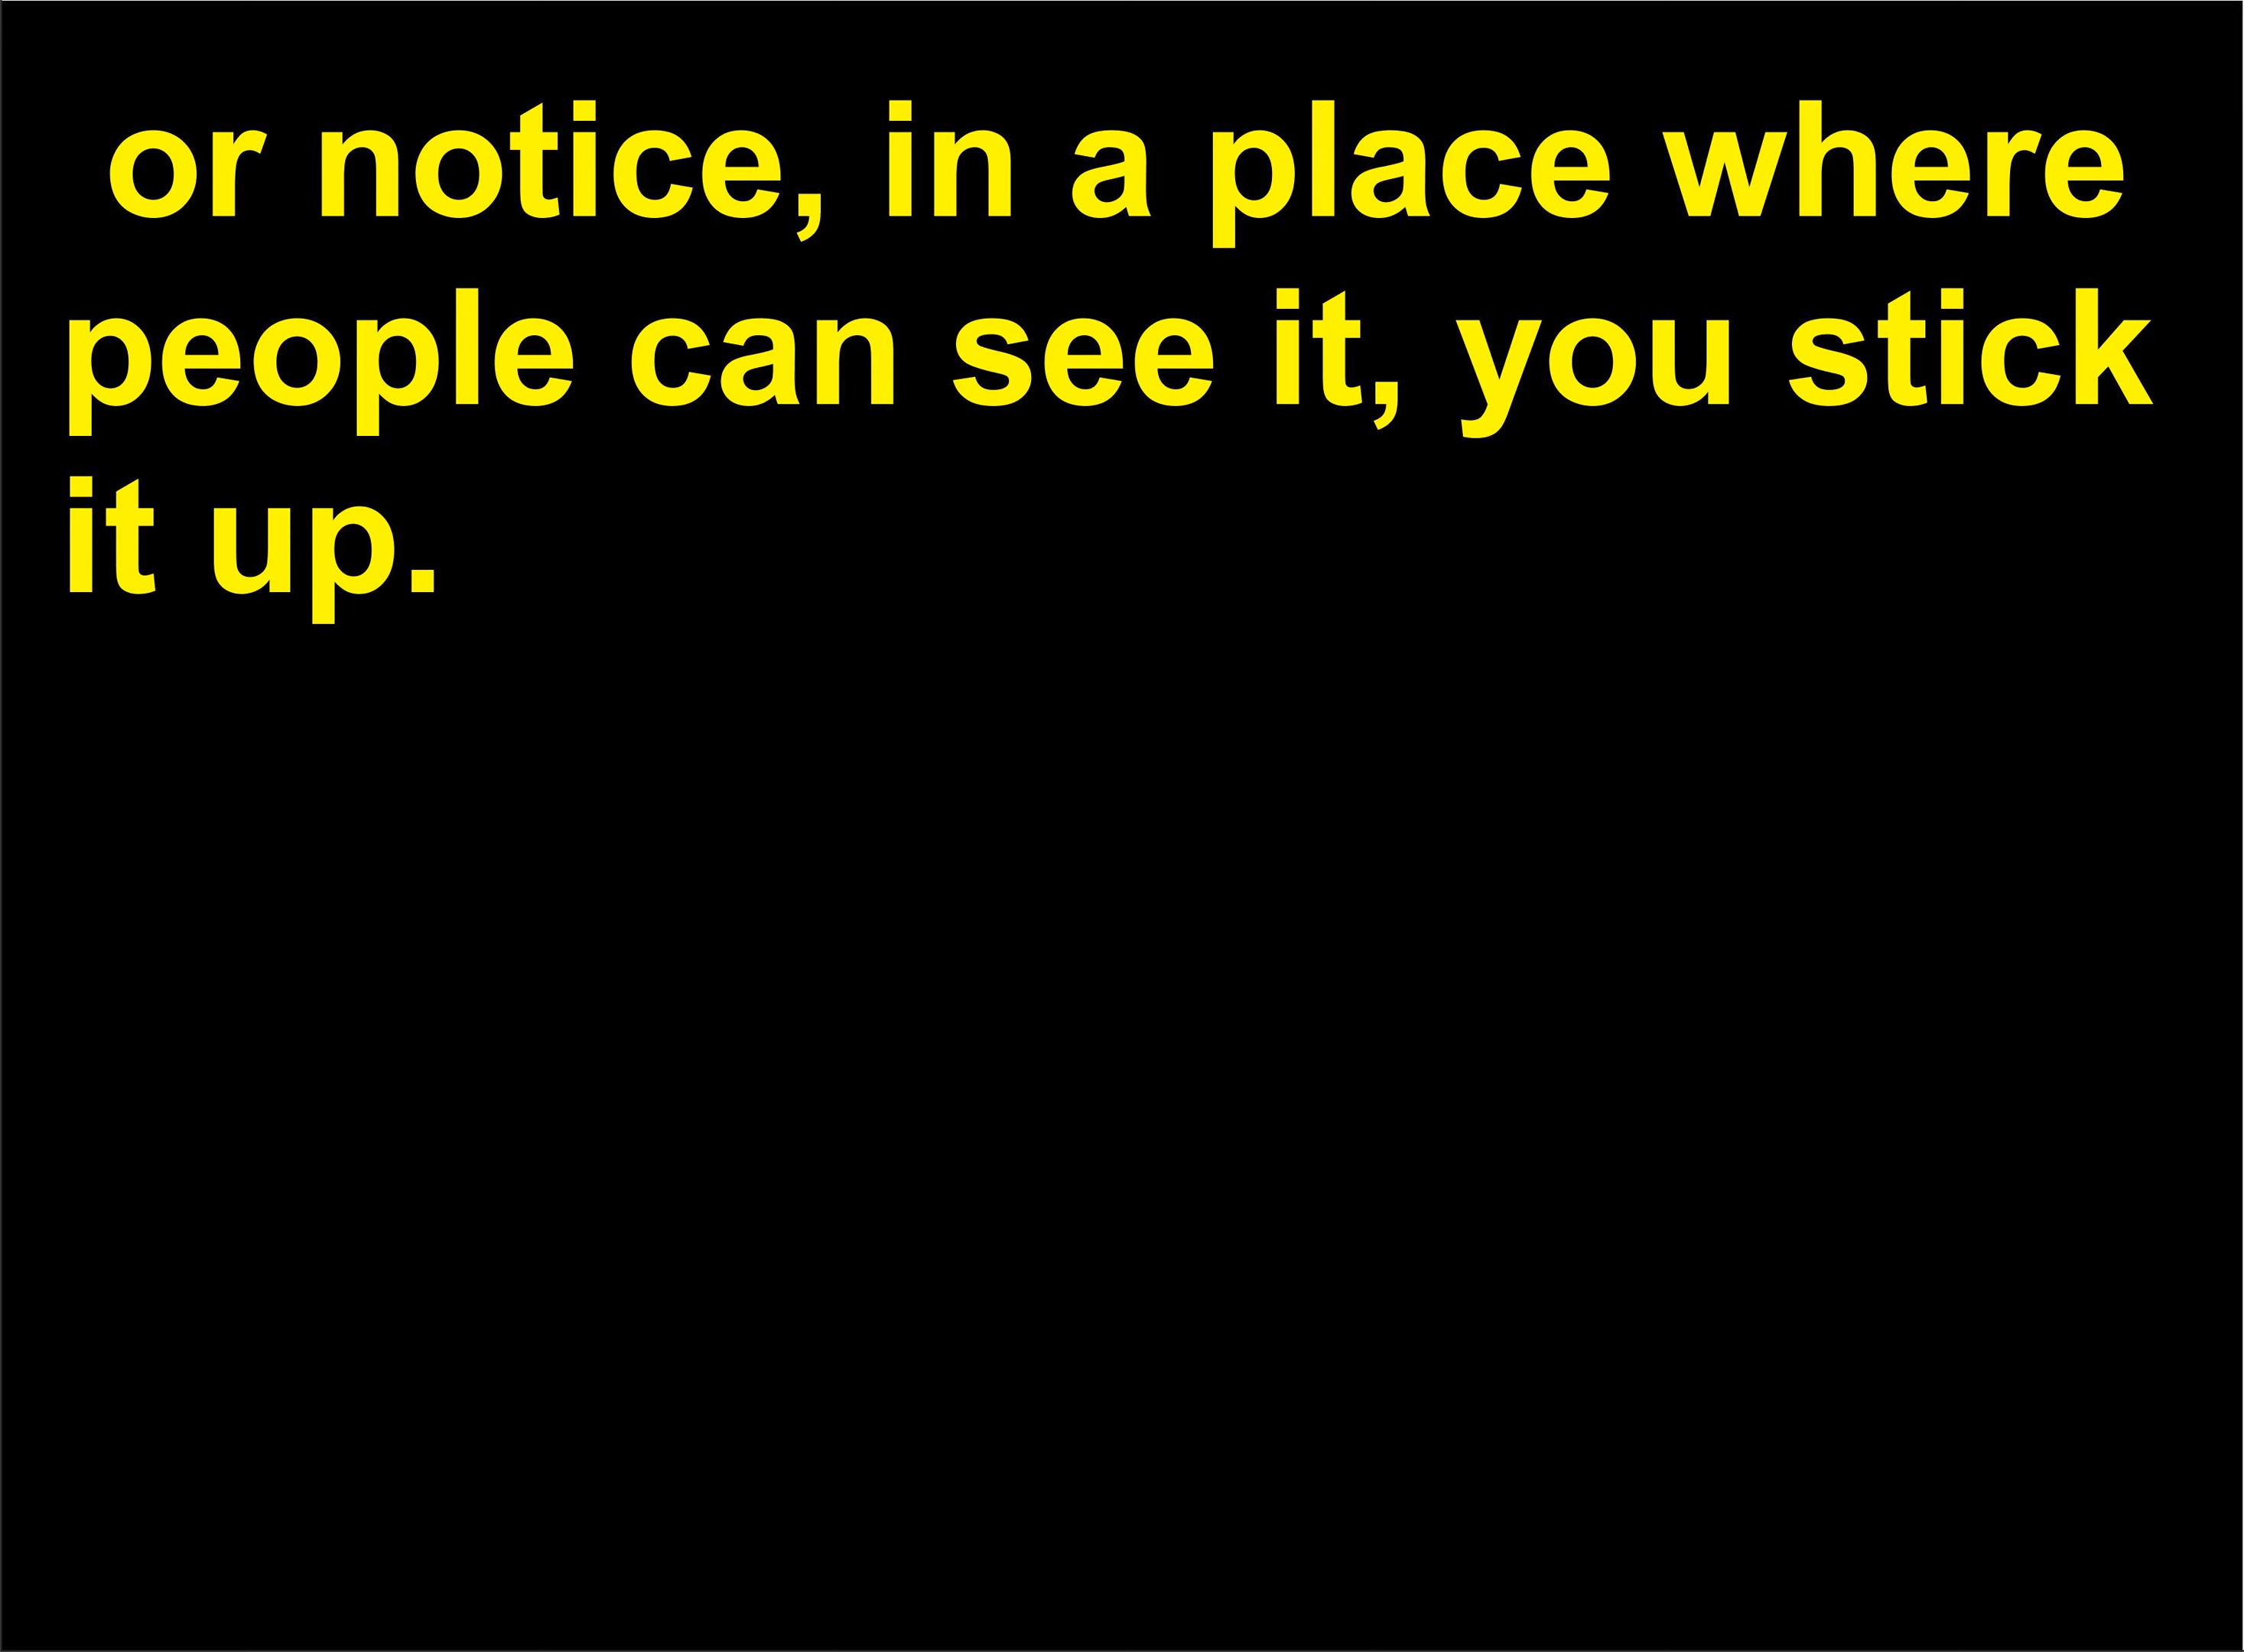 or notice, in a place where
people can see it, you stick
it up.